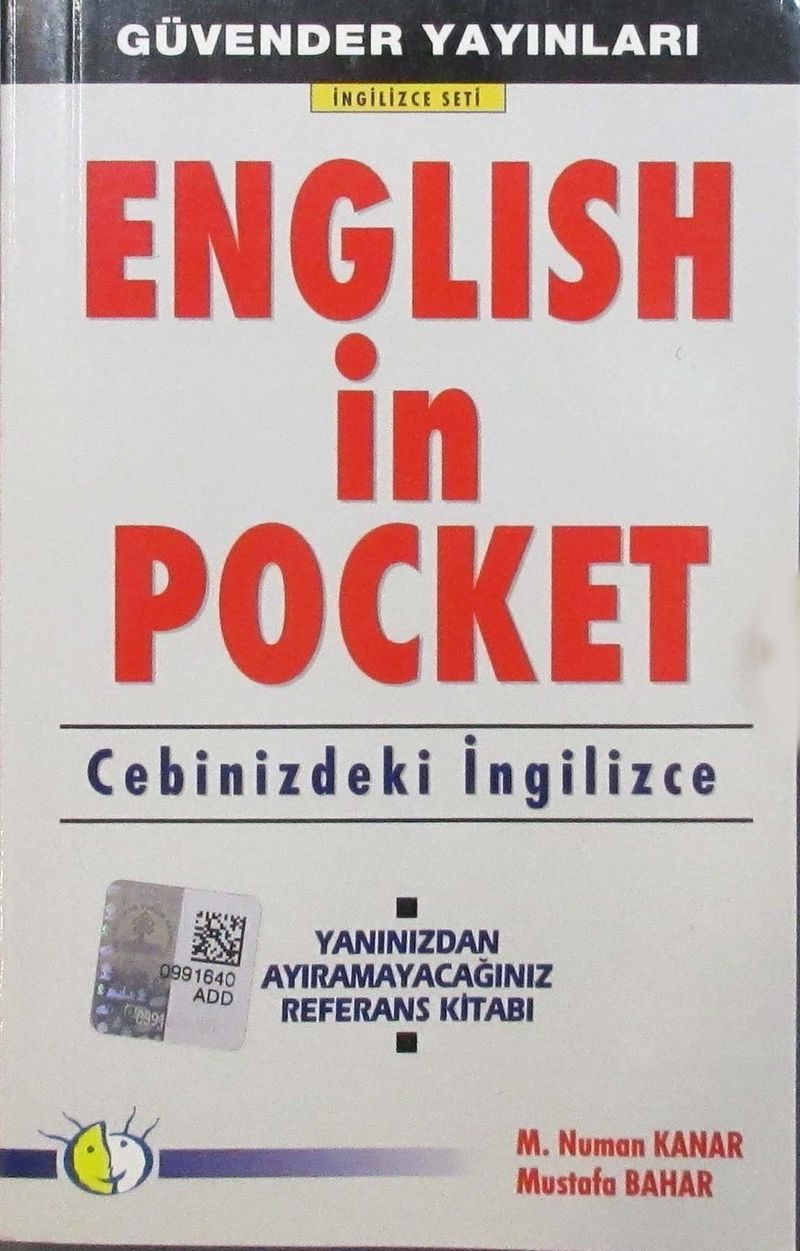 GÜVENDER YAYINLARI
İNGİLİZCE SETİ
ENGLISH
in
POCKET
Cebinizdeki İngilizce
YANINIZDAN
AYIRAMAYACAĞINIZ
REFERANS KİTABI
0991640
ADD
M. Numan KANAR
Mustafa BAHAR